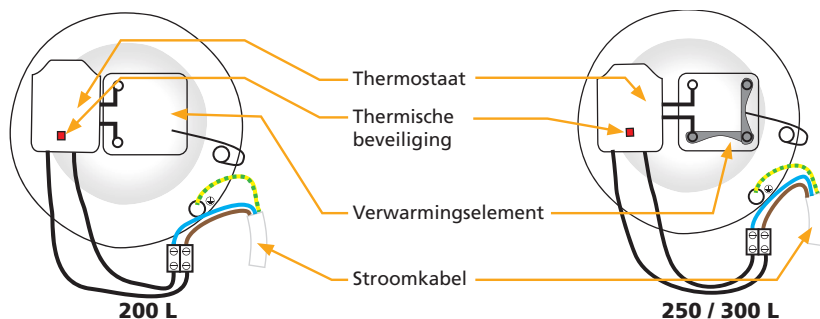 Thermostaat
Thermische
beveiliging
Verwarmingselement
Stroomkabel
200 L
250 / 300 L